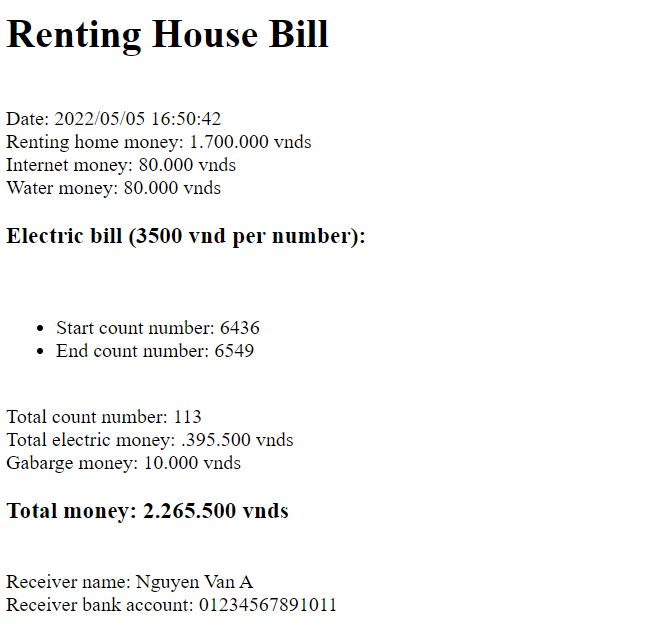 Renting House Bill
Date: 2022/05/05 16:50:42
Renting home money: 1.700.000 vnds
Internet money: 80.000 vnds
Water money: 80.000 vnds
Electric bill (3500 vnd per number):
• Start count number: 6436
• End count number: 6549
Total count number: 113
Total electric money: .395.500 vnds
Gabarge money: 10.000 vnds
Total money: 2.265.500 vnds
Receiver name: Nguyen Van A
Receiver bank account: 01234567891011